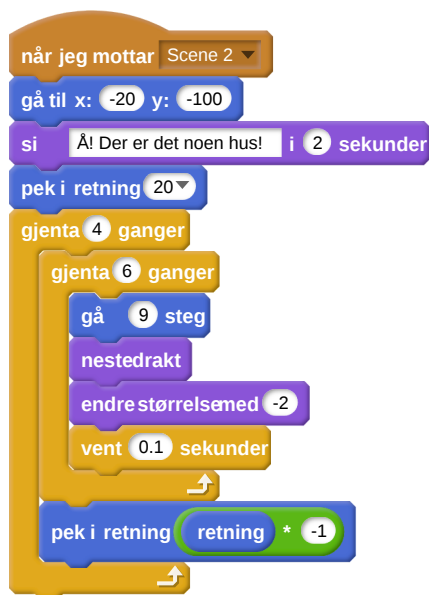 når jeg mottar Scene 2
gå til x: -20 y: -100
si Å! Der er det noen hus! i 2 sekunder
pek i retning 20
gjenta 4 ganger
gjenta 6 ganger
gå 9 steg
nestedrakt
endre størrelsemed -2
vent 0.1 sekunder
pek i retning retning * -1